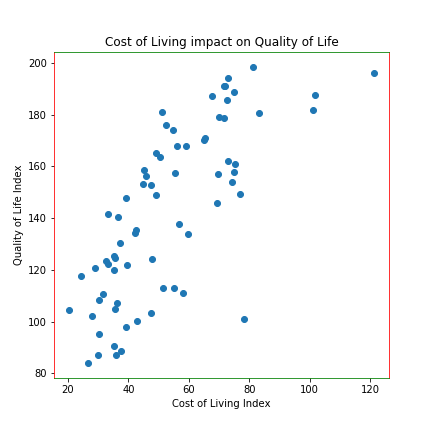 Cost of Living impact on Quality of Life
200
180
160
140
120
100
80
Quality of Life Index
20 40 60 80 100 120
Cost of Living Index